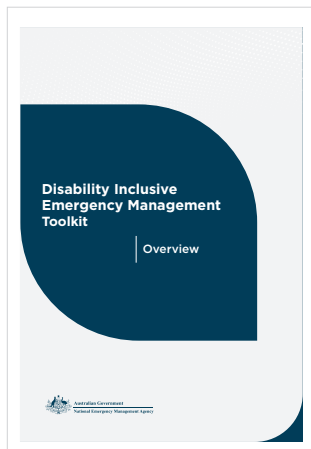 Disability Inclusive
Emergency Management
Toolkit
Overview
Australian Government
National Emergency Management Agency